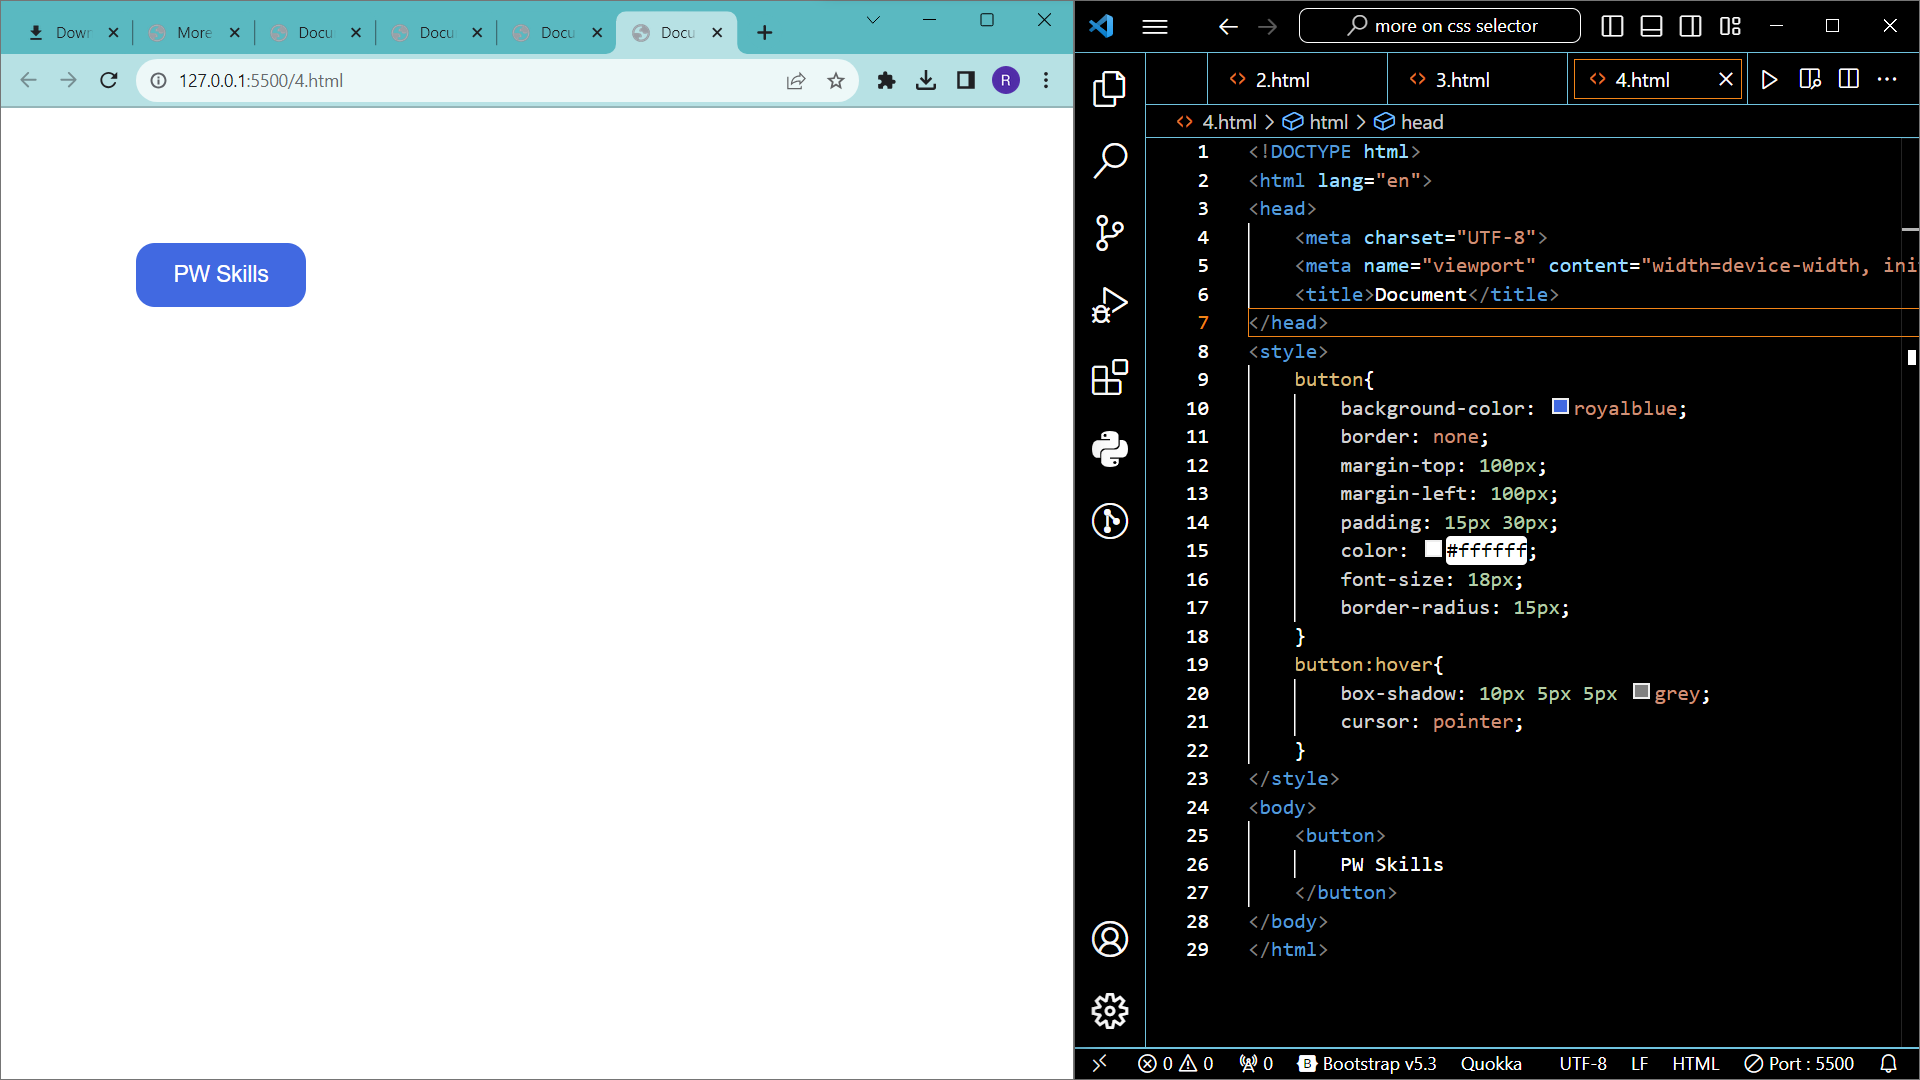 Down
More
Docu
Docu
Docu
Docu
127.0.0.1:5500/4.html
R
PW Skills
more on css selector
2.html
3.html
4.html
4.html > html > head
1 <!DOCTYPE html>
2 <html lang="en">
3 <head>
4 <meta charset="UTF-8">
5 <meta name="viewport" content="width=device-width, ini
6 <title>Document</title>
7 </head>
8 <style>
9 button{
10 background-color: royalblue;
11 border: none;
12 margin-top: 100px;
13 margin-left: 100px;
14 padding: 15px 30px;
15 color: #ffffff;
16 font-size: 18px;
17 border-radius: 15px;
18 }
19 button:hover{
20 box-shadow: 10px 5px 5px grey;
21 cursor: pointer;
22 }
23 </style>
24 <body>
25 <button>
26 PW Skills
27 </button>
28 </body>
29 </html>
0 0 0 B Bootstrap v5.3 Quokka UTF-8 LF HTML Port : 5500